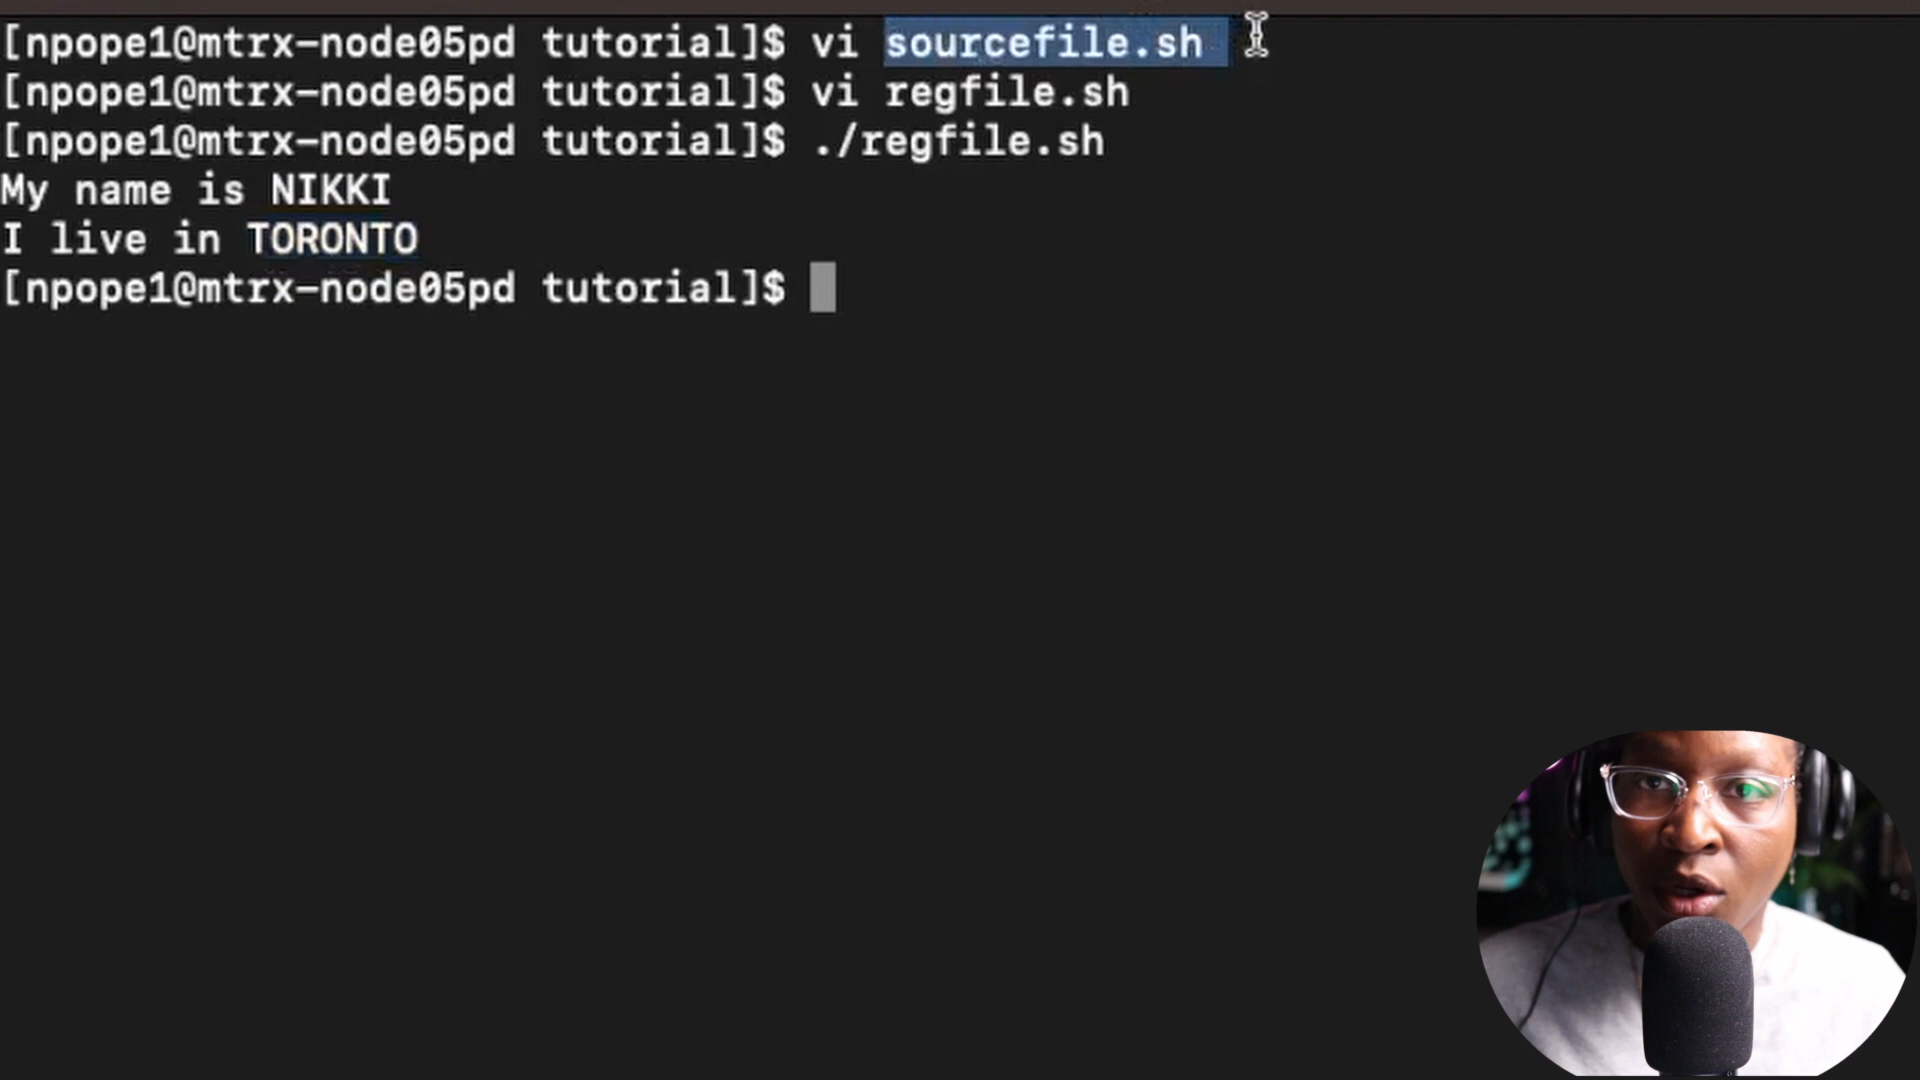 [npope1@mtrx-node05pd tutorial]$ vi sourcefile.sh
[npope1@mtrx-node05pd tutorial]$ vi regfile.sh
[npope1@mtrx-node05pd tutorial]$ ./regfile.sh
My name is NIKKI
I live in TORONTO
[npope1@mtrx-node05pd tutorial]$